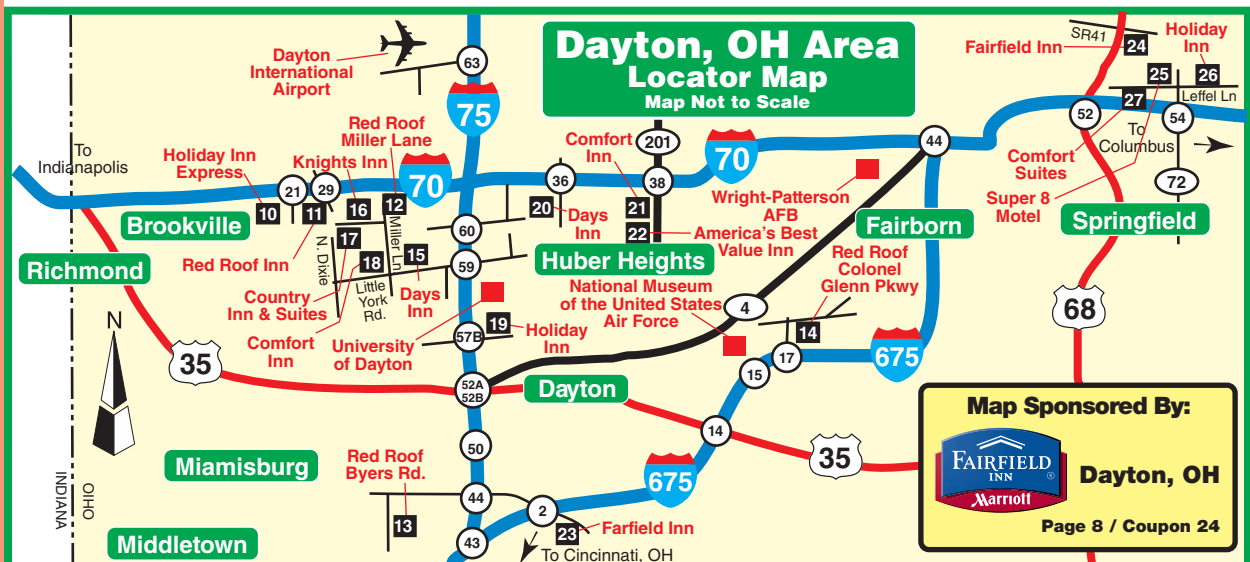 Dayton, OH Area
Locator Map
Map Not to Scale
Dayton
International
Airport
63
75
To
Indianapolis
Holiday Inn
Express
Knights Inn
Red Roof
Miller Lane
21
29
70
10
11
16
12
Brookville
Red Roof Inn
N. Dixie
17
18
Miller Ln
15
Little
York
Rd.
Days
Inn
Country
Inn & Suites
Comfort
Inn
University
of Dayton
60
59
57B
19
Holiday
Inn
36
20
Days
Inn
Comfort
Inn
201
38
21
22
America's Best
Value Inn
Huber Heights
70
Wright-Patterson
AFB
44
Fairborn
National Museum
of the United States
Air Force
4
Red Roof
Colonel
Glenn Pkwy
14
17
15
675
SR41
Fairfield Inn
24
Holiday
Inn
25
26
27
Leffel Ln
52
54
To
Columbus
Comfort
Suites
Super 8
Motel
72
Springfield
68
Richmond
N
35
52A
52B
Dayton
14
35
50
Miamisburg
Red Roof
Byers Rd.
13
44
43
2
675
23
Farfield Inn
To Cincinnati, OH
Middletown
INDIANA
OIHO
Map Sponsored By:
FAIRFIELD
INN
®
Marriott
Dayton, OH
Page 8 / Coupon 24